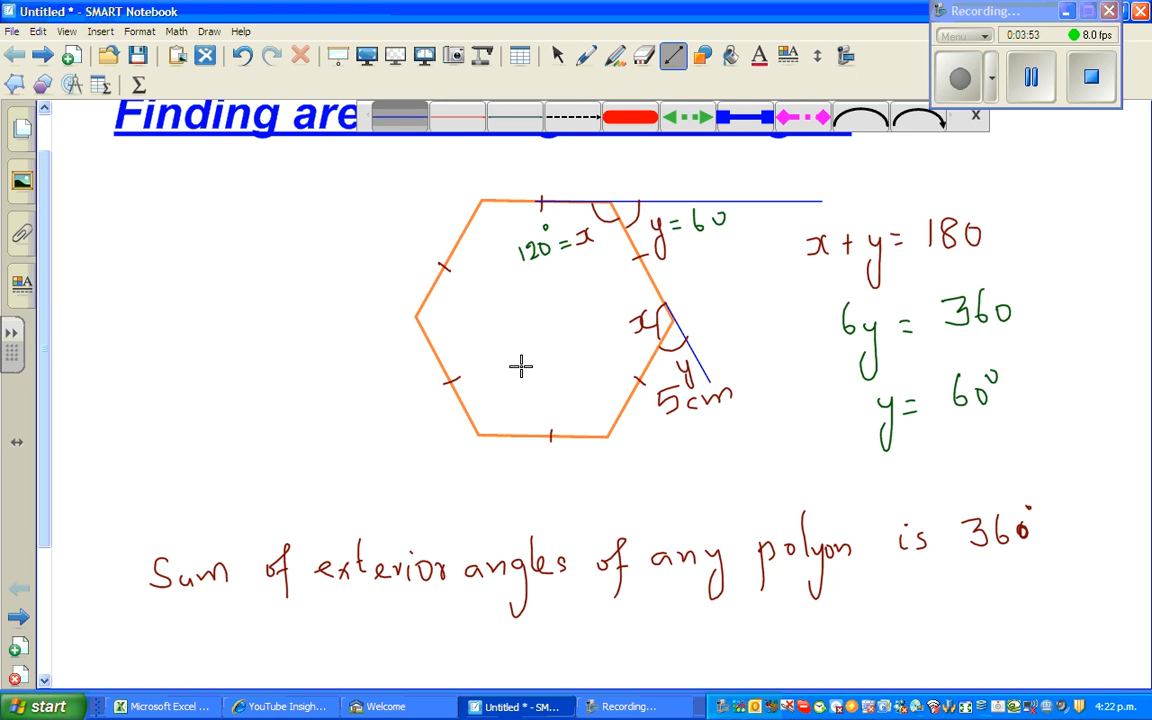 Untitled * - SMART Notebook
Recording...
File Edit View Insert Format Math Draw Help
Menu
0:03:53
8.0 fps
Finding are
x
120° = x
y = 60
x + y = 180
x
6y = 360
y
5cm
y = 60°
Sum of exterior angles of any polyon is 360°
start
Microsoft Excel ...
YouTube Insigh...
Welcome
Untitled * - SM...
Recording...
4:22 p.m.